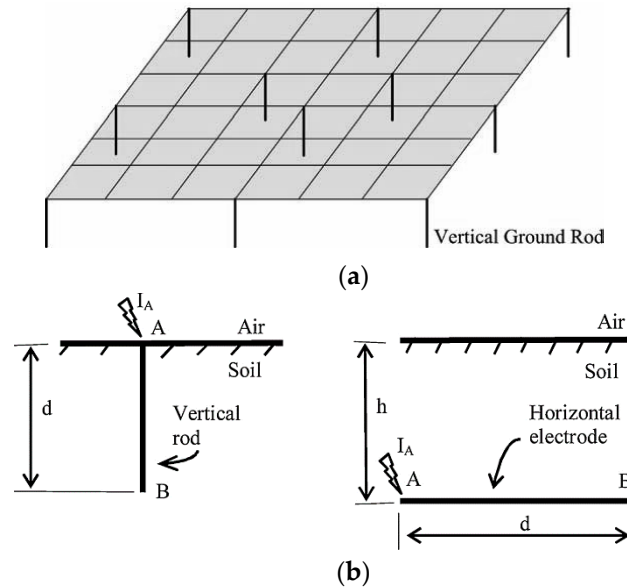 Vertical Ground Rod
(a)
I_A
A
Air
Soil
d
Vertical
rod
B
Air
Soil
h
Horizontal
electrode
I_A
A
B
d
(b)